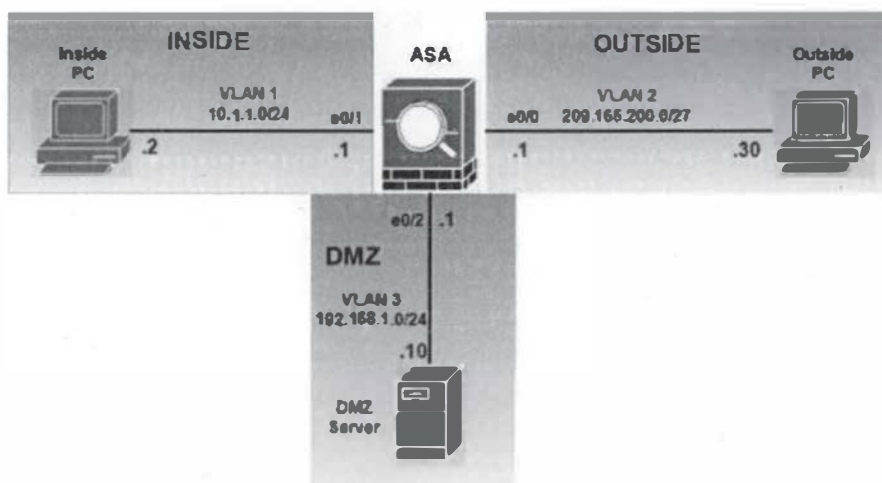 INSIDE
ASA
OUTSIDE
Inside
PC
Outside
PC
VLAN 1
10.1.1.0/24
e0/1
e0/0
VLAN 2
209.165.200.0/27
.2
.1
.1
.30
e0/2
.1
DMZ
VLAN 3
192.168.1.0/24
.10
DMZ
Server